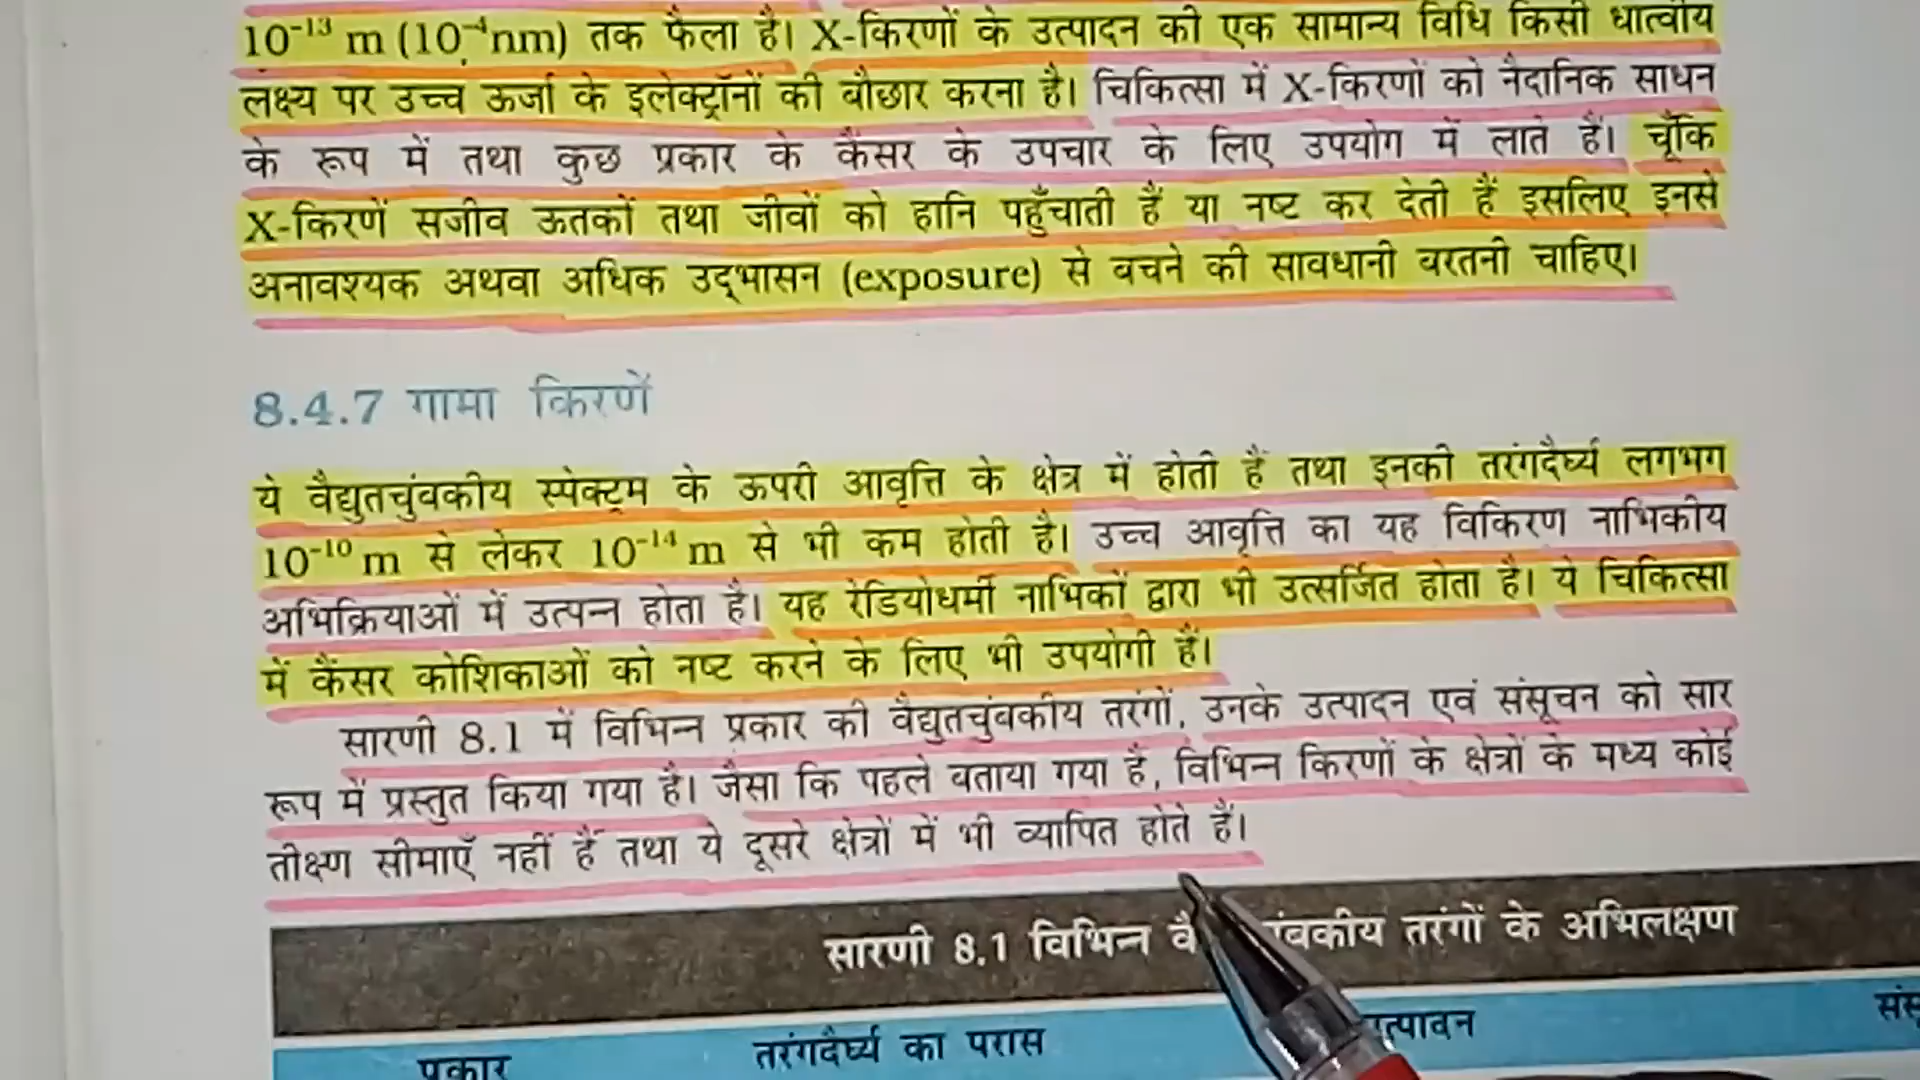 10⁻¹³ m (10⁻⁴nm) तक फैला है। X-किरणों के उत्पादन की एक सामान्य विधि किसी धात्वीय
लक्ष्य पर उच्च ऊर्जा के इलेक्ट्रॉनों की बौछार करना है। चिकित्सा में X-किरणों को नैदानिक साधन
के रूप में तथा कुछ प्रकार के कैंसर के उपचार के लिए उपयोग में लाते हैं। चूँकि
X-किरणें सजीव ऊतकों तथा जीवों को हानि पहुँचाती हैं या नष्ट कर देती हैं इसलिए इनसे
अनावश्यक अथवा अधिक उद्भासन (exposure) से बचने की सावधानी बरतनी चाहिए।
8.4.7 गामा किरणें
ये वैद्युतचुंबकीय स्पेक्ट्रम के ऊपरी आवृत्ति के क्षेत्र में होती हैं तथा इनकी तरंगदैर्घ्य लगभग
10⁻¹⁰ m से लेकर 10⁻¹⁴ m से भी कम होती है। उच्च आवृत्ति का यह विकिरण नाभिकीय
अभिक्रियाओं में उत्पन्न होता है। यह रेडियोधर्मी नाभिकों द्वारा भी उत्सर्जित होता है। ये चिकित्सा
में कैंसर कोशिकाओं को नष्ट करने के लिए भी उपयोगी हैं।
सारणी 8.1 में विभिन्न प्रकार की वैद्युतचुंबकीय तरंगों, उनके उत्पादन एवं संसूचन को सार
रूप में प्रस्तुत किया गया है। जैसा कि पहले बताया गया है, विभिन्न किरणों के क्षेत्रों के मध्य कोई
तीक्ष्ण सीमाएँ नहीं हैं तथा ये दूसरे क्षेत्रों में भी व्यापित होते हैं।
सारणी 8.1 विभिन्न तरंगों के अभिलक्षण
प्रकार तरंगदैर्घ्य का परास